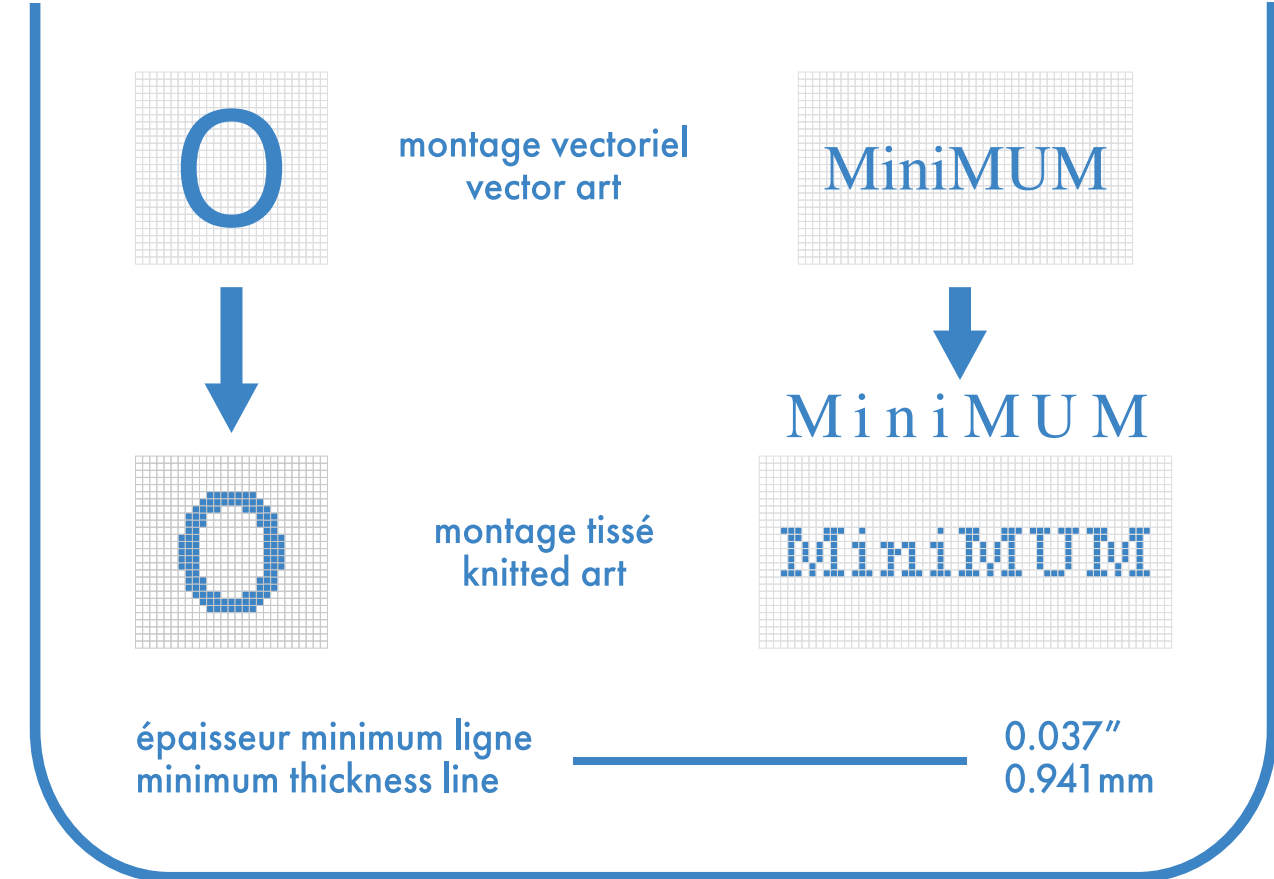 O
montage vectoriel
vector art
MiniMUM
MiniMUM
O
montage tissé
knitted art
MiniMUM
épaisseur minimum ligne
minimum thickness line
0.037″
0.941mm